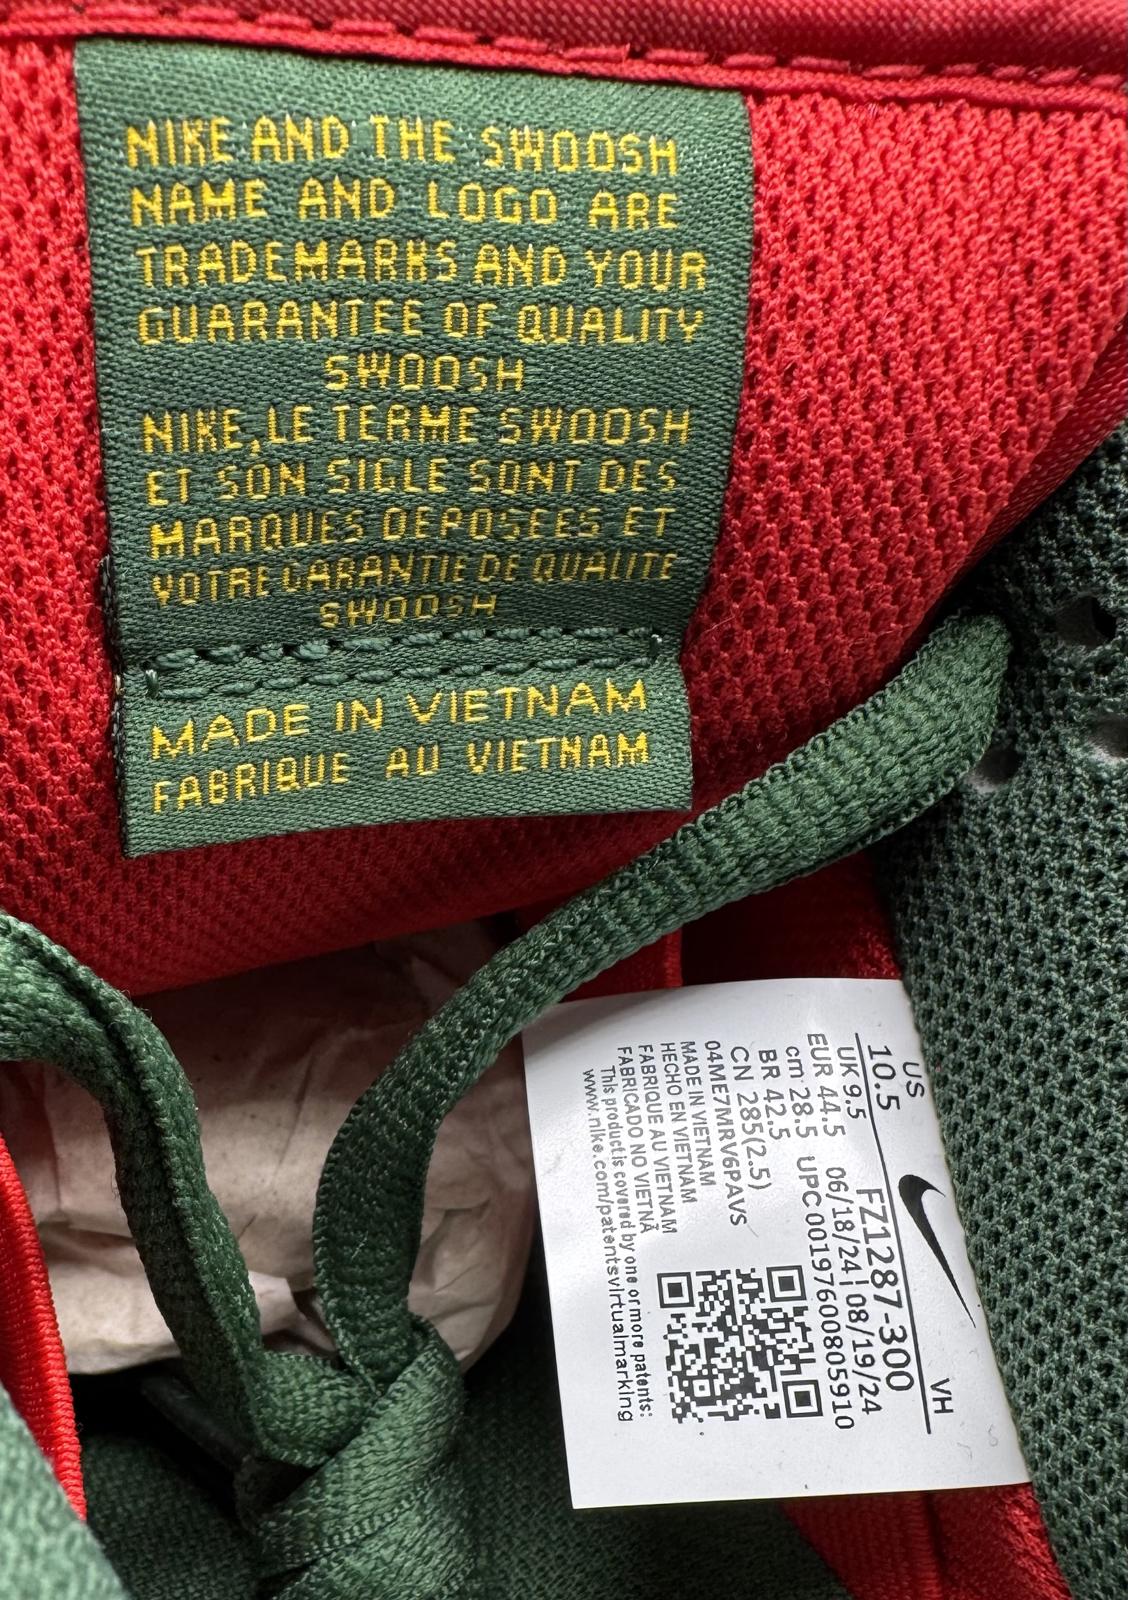 NIKE AND THE SWOOSH
NAME AND LOGO ARE
TRADEMARKS AND YOUR
GUARANTEE OF QUALITY
SWOOSH
NIKE, LE TERME SWOOSH
ET SON SIGLE SONT DES
MARQUES DEPOSEES ET
VOTRE GARANTIE DE QUALITE
SWOOSH
MADE IN VIETNAM
FABRIQUE AU VIETNAM
US VH
10.5 FZ1287-300
UK 9.5
EUR 44.5 06/18/24| 08/19/24
cm 28.5 UPC 00197600805910
BR 42.5
CN 285(2.5)
04ME7MRV6PAVS
MADE IN VIETNAM
HECHO EN VIETNAM
FABRIQUE AU VIETNAM
FABRICADO NO VIETNÃ
This product is covered by one or more patents:
www.nike.com/patentsvirtualmarking